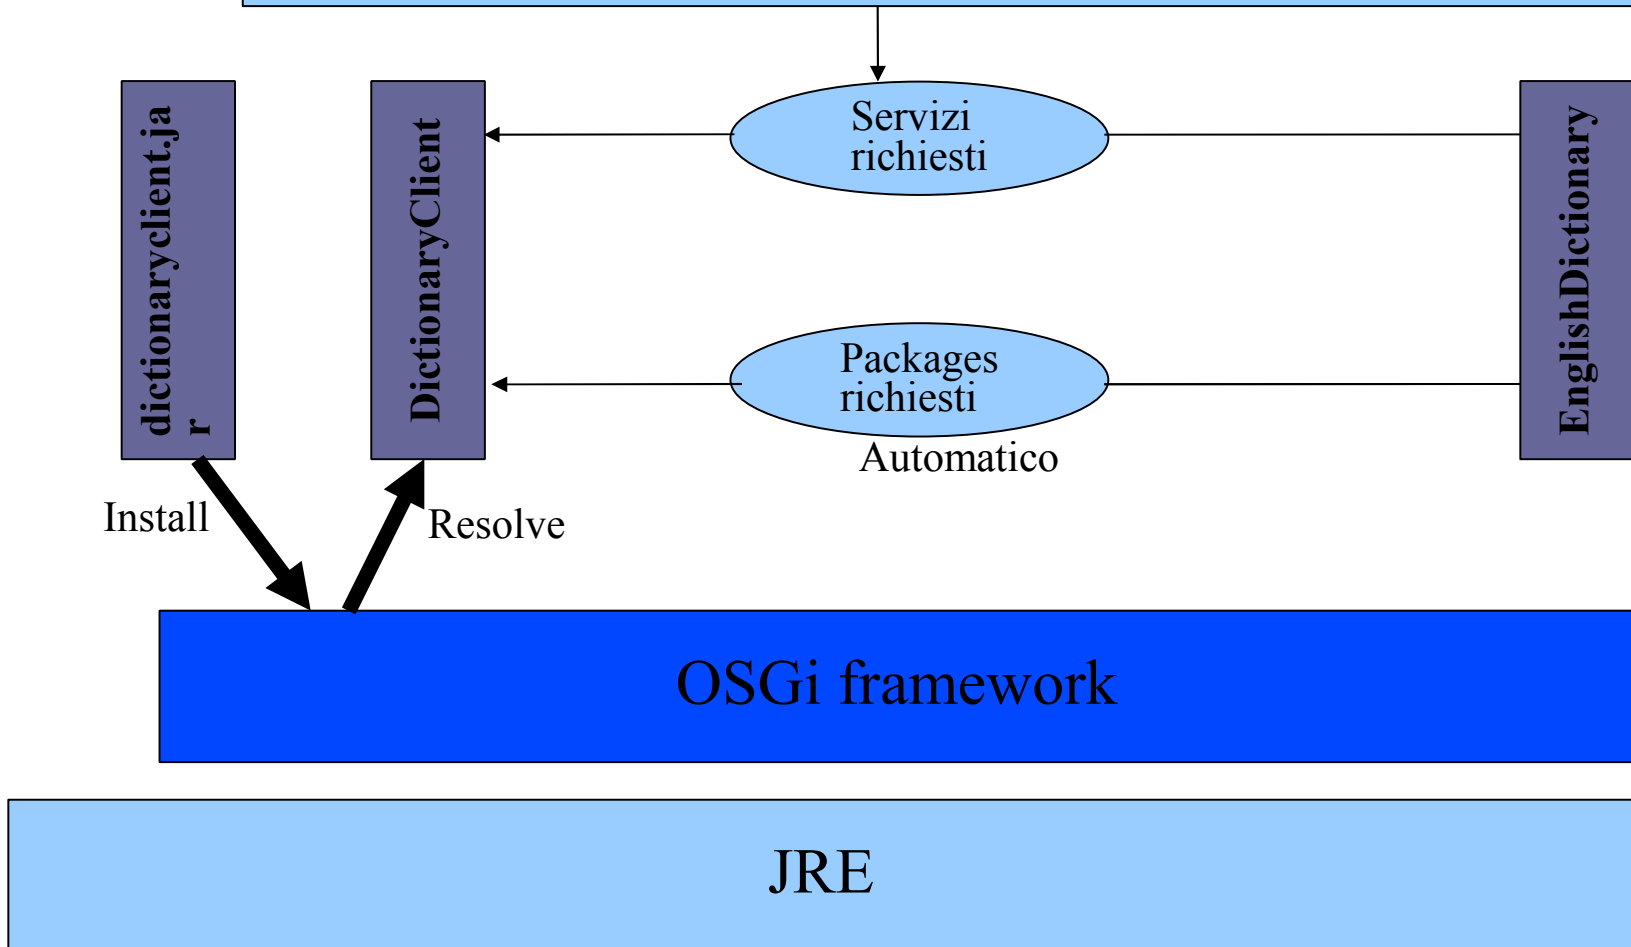 dictionaryclient.ja
r
DictionaryClient
Servizi
richiesti
EnglishDictionary
Packages
richiesti
Automatico
Install
Resolve
OSGi framework
JRE